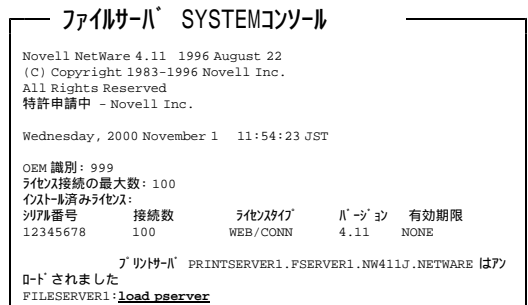 ファイルサーバ SYSTEMコンソール
Novell NetWare 4.11 1996 August 22
(C) Copyright 1983-1996 Novell Inc.
All Rights Reserved
特許申請中 - Novell Inc.
Wednesday, 2000 November 1 11:54:23 JST
OEM 識別: 999
ライセンス接続の最大数: 100
インストール済みライセンス:
シリアル番号 接続数 ライセンスタイプ バージョン 有効期限
12345678 100 WEB/CONN 4.11 NONE
プリントサーバ PRINTSERVER1.FSERVER1.NW411J.NETWARE はアン
ロードされました
FILESERVER1:load pserver